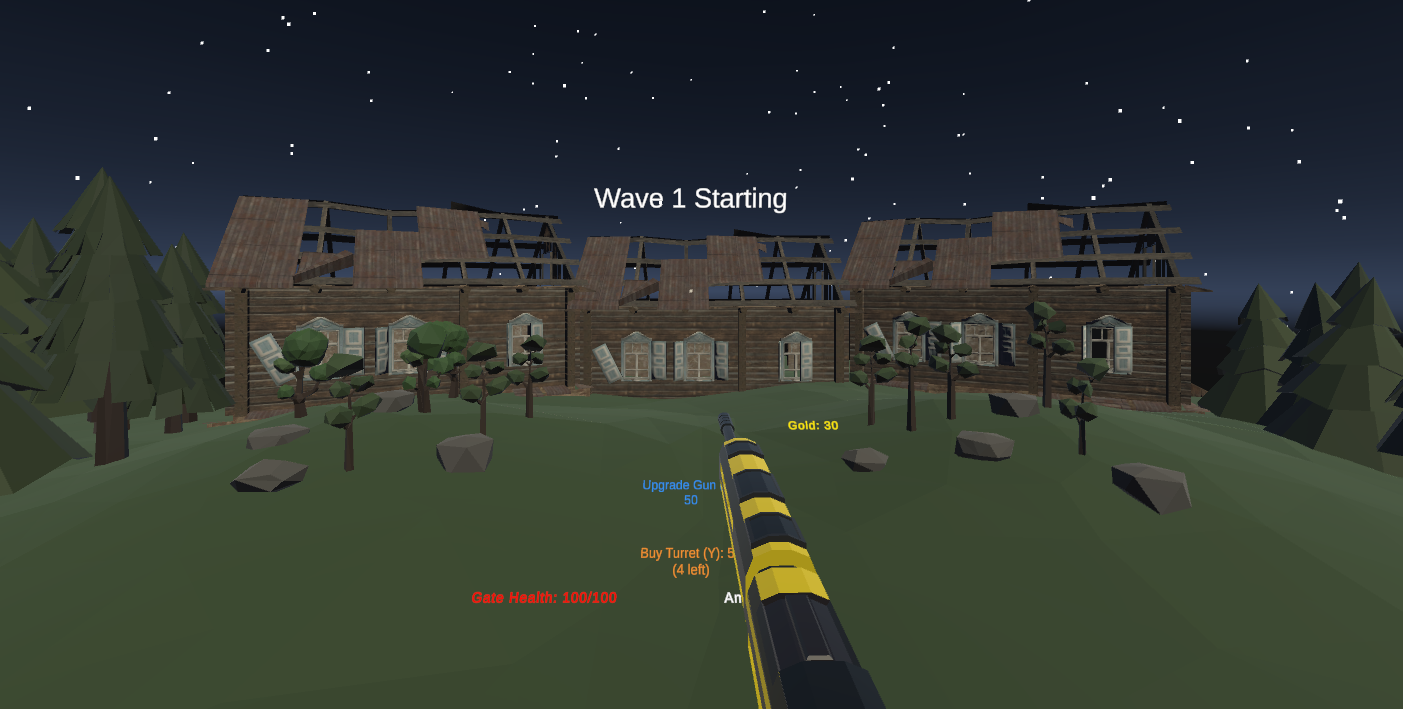 Wave 1 Starting
Gold: 30
Upgrade Gun
50
Buy Turret (Y): 5
(4 left)
Gate Health: 100/100